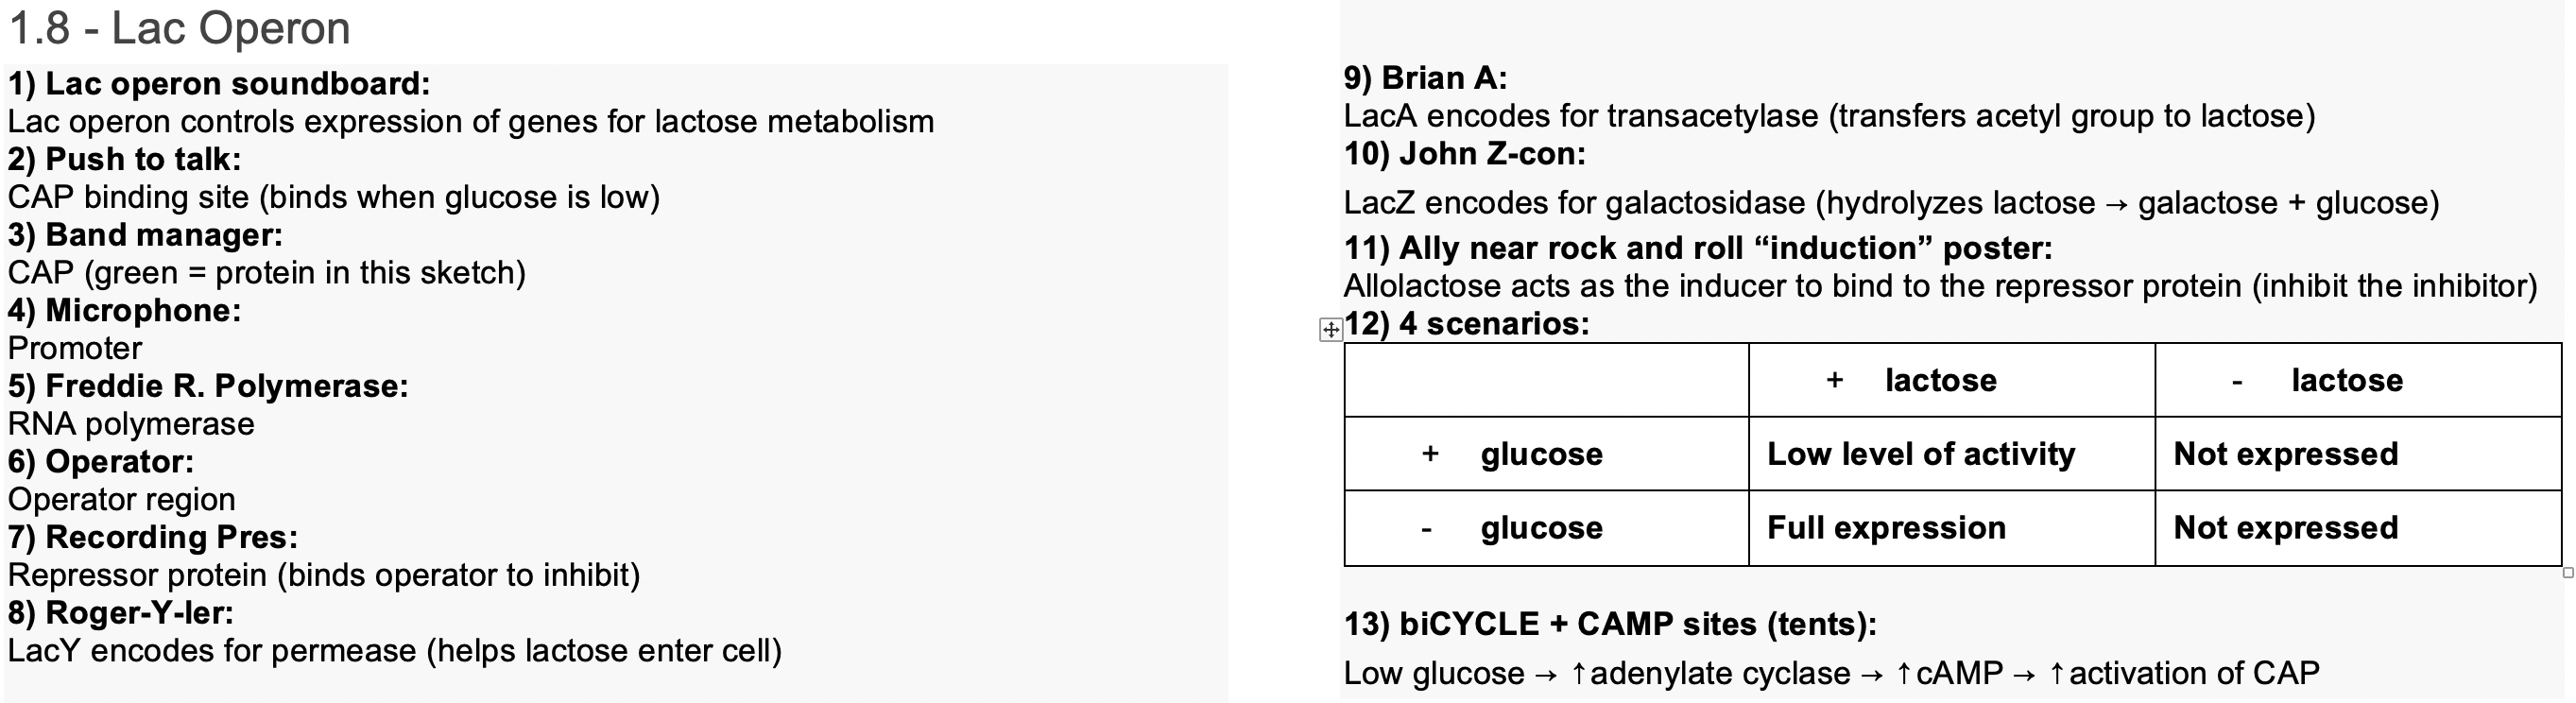 1.8 - Lac Operon
1) Lac operon soundboard:
Lac operon controls expression of genes for lactose metabolism
2) Push to talk:
CAP binding site (binds when glucose is low)
3) Band manager:
CAP (green = protein in this sketch)
4) Microphone:
Promoter
5) Freddie R. Polymerase:
RNA polymerase
6) Operator:
Operator region
7) Recording Pres:
Repressor protein (binds operator to inhibit)
8) Roger-Y-ler:
LacY encodes for permease (helps lactose enter cell)
9) Brian A:
LacA encodes for transacetylase (transfers acetyl group to lactose)
10) John Z-con:
LacZ encodes for galactosidase (hydrolyzes lactose → galactose + glucose)
11) Ally near rock and roll “induction” poster:
Allolactose acts as the inducer to bind to the repressor protein (inhibit the inhibitor)
12) 4 scenarios:
+ lactose - lactose
+ glucose Low level of activity Not expressed
- glucose Full expression Not expressed
13) biCYCLE + CAMP sites (tents):
Low glucose → ↑adenylate cyclase → ↑cAMP → ↑activation of CAP